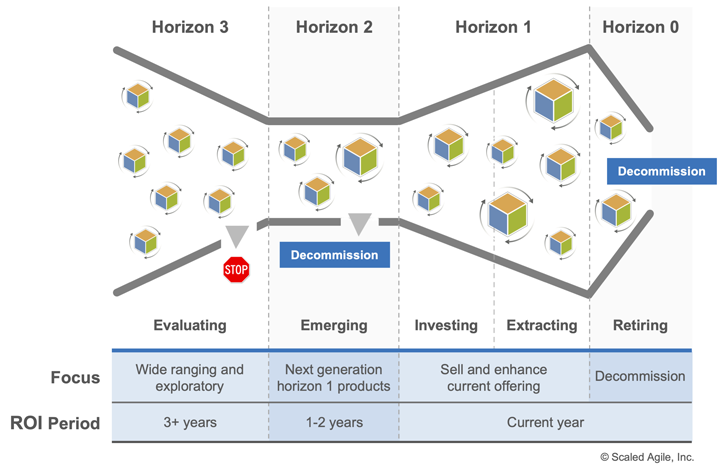 Horizon 3
Horizon 2
Horizon 1
Horizon 0
Decommission
STOP
Decommission
Evaluating
Emerging
Investing
Extracting
Retiring
Focus
Wide ranging and
exploratory
Next generation
horizon 1 products
Sell and enhance
current offering
Decommission
ROI Period
3+ years
1-2 years
Current year
© Scaled Agile, Inc.